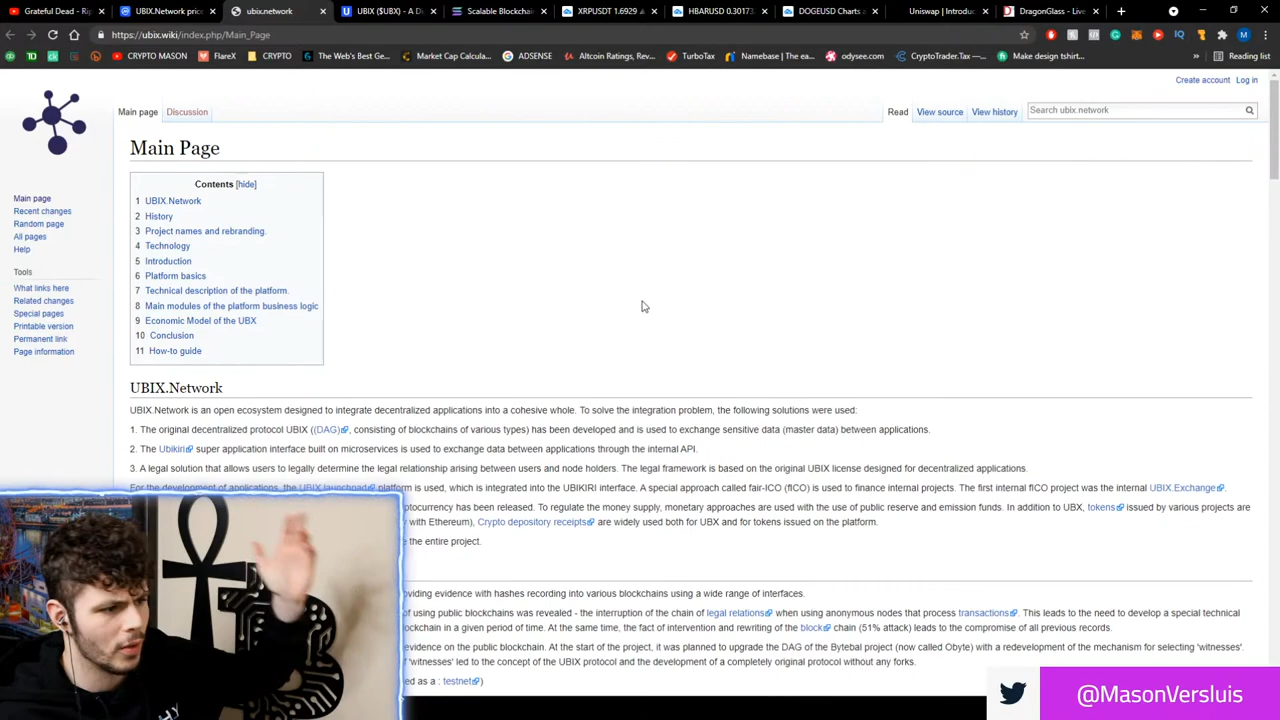 Grateful Dead - Rip
UBIX.Network price
ubix.network
UBIX ($UBX) - A De
Scalable Blockchain
XRPUSDT 1.6929
HBARUSD 0.30173
DOGEUSD Charts a
Uniswap | Introduc
DragonGlass - Live
https://ubix.wiki/index.php/Main_Page
CRYPTO MASON
FlareX
CRYPTO
The Web's Best Ge...
Market Cap Calcula...
ADSENSE
Altcoin Ratings, Rev...
TurboTax
Namebase | The ea...
odysee.com
CryptoTrader.Tax —...
Make design tshirt...
Reading list
Create account Log in
Main page Discussion
Read View source View history
Search ubix.network
Main Page
Main page
Recent changes
Random page
All pages
Help
Tools
What links here
Related changes
Special pages
Printable version
Permanent link
Page information
Contents [hide]
1 UBIX.Network
2 History
3 Project names and rebranding.
4 Technology
5 Introduction
6 Platform basics
7 Technical description of the platform.
8 Main modules of the platform business logic
9 Economic Model of the UBX
10 Conclusion
11 How-to guide
UBIX.Network
UBIX.Network is an open ecosystem designed to integrate decentralized applications into a cohesive whole. To solve the integration problem, the following solutions were used:
1. The original decentralized protocol UBIX ((DAG), consisting of blockchains of various types) has been developed and is used to exchange sensitive data (master data) between applications.
2. The Ubikiri super application interface built on microservices is used to exchange data between applications through the internal API.
3. A legal solution that allows users to legally determine the legal relationship arising between users and node holders. The legal framework is based on the original UBIX license designed for decentralized applications.
For the development of applications, the UBIX.launchpad platform is used, which is integrated into the UBIKIRI interface. A special approach called fair-ICO (fICO) is used to finance internal projects. The first internal fICO project was the internal UBIX.Exchange.
has been released. To regulate the money supply, monetary approaches are used with the use of public reserve and emission funds. In addition to UBX, tokens issued by various projects are
with Ethereum), Crypto depository receipts are widely used both for UBX and for tokens issued on the platform.
the entire project.
providing evidence with hashes recording into various blockchains using a wide range of interfaces.
of using public blockchains was revealed - the interruption of the chain of legal relations when using anonymous nodes that process transactions. This leads to the need to develop a special technical
in a given period of time. At the same time, the fact of intervention and rewriting of the block chain (51% attack) leads to the compromise of all previous records.
evidence on the public blockchain. At the start of the project, it was planned to upgrade the DAG of the Bytebal project (now called Obyte) with a redevelopment of the mechanism for selecting 'witnesses'.
of 'witnesses' led to the concept of the UBIX protocol and the development of a completely original protocol without any forks.
as a : testnet)
@MasonVersluis